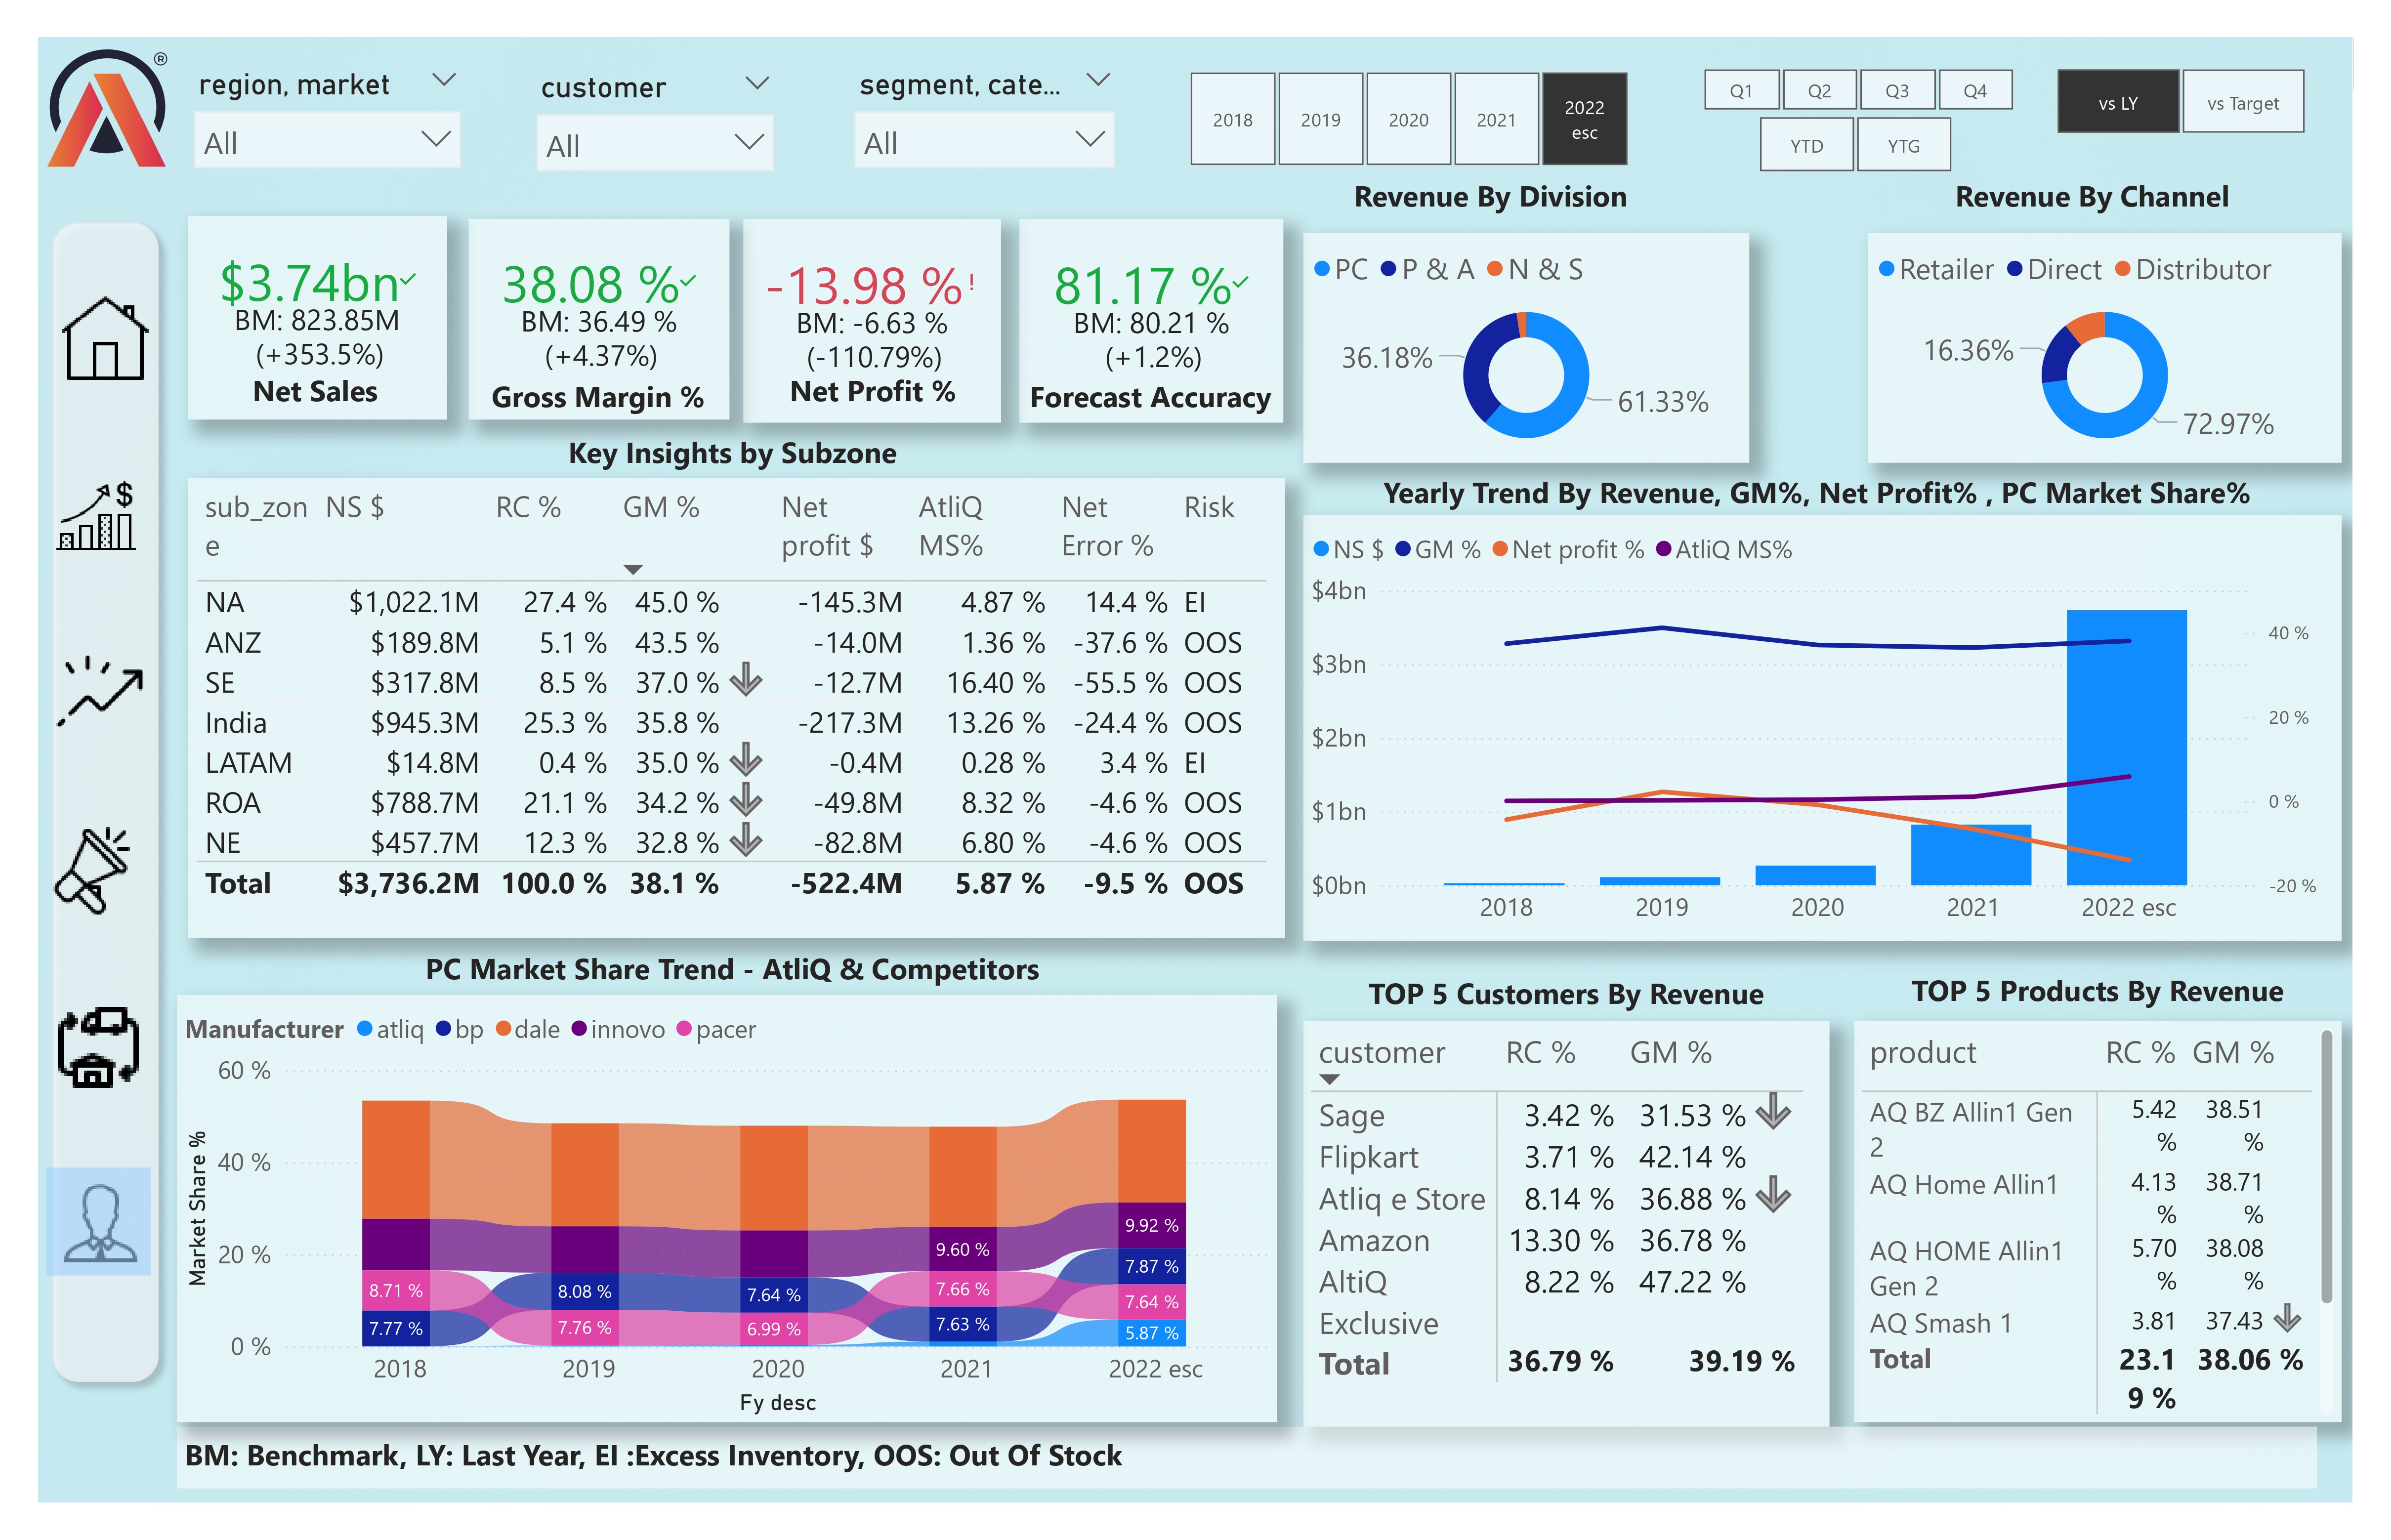 ®
region, market
All
customer
All
segment, cate...
All
2018
2019
2020
2021
2022
esc
Q1
Q2
Q3
Q4
YTD
YTG
vs LY
vs Target
$3.74bn
BM: 823.85M
(+353.5%)
Net Sales
38.08 %
BM: 36.49 %
(+4.37%)
Gross Margin %
-13.98 %!
BM: -6.63 %
(-110.79%)
Net Profit %
81.17 %
BM: 80.21 %
(+1.2%)
Forecast Accuracy
Revenue By Division
PC P & A N & S
36.18%
61.33%
Revenue By Channel
Retailer Direct Distributor
16.36%
72.97%
Key Insights by Subzone
sub_zon NS $ RC % GM % Net AtliQ Net Risk
e profit $ MS% Error %
NA $1,022.1M 27.4 % 45.0 % -145.3M 4.87 % 14.4 % EI
ANZ $189.8M 5.1 % 43.5 % -14.0M 1.36 % -37.6 % OOS
SE $317.8M 8.5 % 37.0 % -12.7M 16.40 % -55.5 % OOS
India $945.3M 25.3 % 35.8 % -217.3M 13.26 % -24.4 % OOS
LATAM $14.8M 0.4 % 35.0 % -0.4M 0.28 % 3.4 % EI
ROA $788.7M 21.1 % 34.2 % -49.8M 8.32 % -4.6 % OOS
NE $457.7M 12.3 % 32.8 % -82.8M 6.80 % -4.6 % OOS
Total $3,736.2M 100.0 % 38.1 % -522.4M 5.87 % -9.5 % OOS
Yearly Trend By Revenue, GM%, Net Profit% , PC Market Share%
NS $ GM % Net profit % AtliQ MS%
$4bn
$3bn
$2bn
$1bn
$0bn
40 %
20 %
0 %
-20 %
2018 2019 2020 2021 2022 esc
PC Market Share Trend - AtliQ & Competitors
Manufacturer atliq bp dale innovo pacer
Market Share %
60 %
40 %
20 %
0 %
8.71 %
7.77 %
8.08 %
7.76 %
7.64 %
6.99 %
9.60 %
7.66 %
7.63 %
9.92 %
7.87 %
7.64 %
5.87 %
2018 2019 2020 2021 2022 esc
Fy desc
TOP 5 Customers By Revenue
customer RC % GM %
Sage 3.42 % 31.53 %
Flipkart 3.71 % 42.14 %
Atliq e Store 8.14 % 36.88 %
Amazon 13.30 % 36.78 %
AltiQ 8.22 % 47.22 %
Exclusive
Total 36.79 % 39.19 %
TOP 5 Products By Revenue
product RC % GM %
AQ BZ Allin1 Gen 5.42 38.51
2 % %
AQ Home Allin1 4.13 38.71
% %
AQ HOME Allin1 5.70 38.08
Gen 2 % %
AQ Smash 1 3.81 37.43
Total 23.1 38.06 %
9 %
BM: Benchmark, LY: Last Year, EI :Excess Inventory, OOS: Out Of Stock